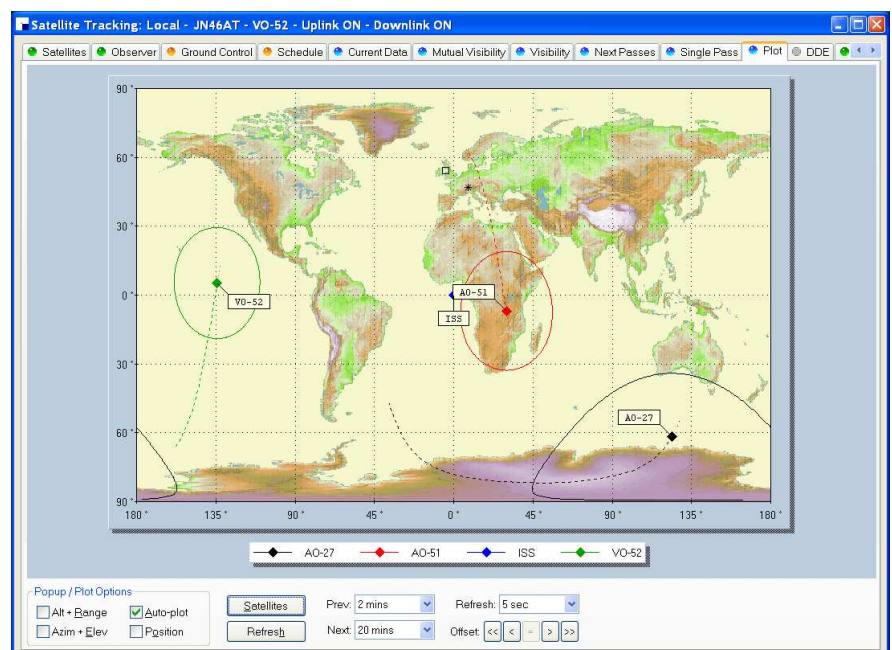 Satellite Tracking: Local - JN46AT - VO-52 - Uplink ON - Downlink ON
Satellites Observer Ground Control Schedule Current Data Mutual Visibility Visibility Next Passes Single Pass Plot DDE
90°
60°
30°
0°
30°
60°
90°
VO-52
AO-51
ISS
AO-27
180° 135° 90° 45° 0° 45° 90° 135° 180°
AO-27 AO-51 ISS VO-52
Popup / Plot Options
Alt + Range Auto-plot
Azim + Elev Position
Satellites
Refresh
Prev: 2 mins Refresh: 5 sec
Next: 20 mins Offset: << < = > >>